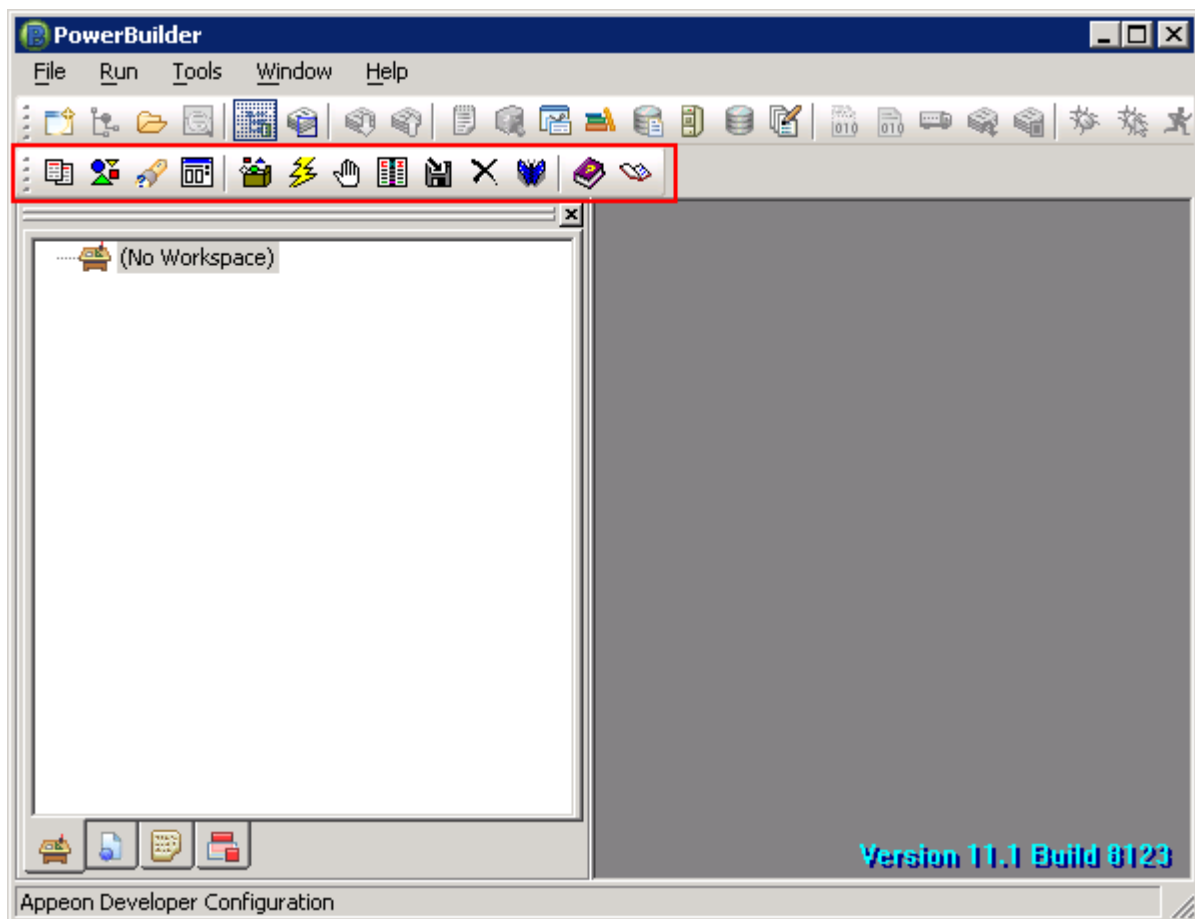 PowerBuilder
File Run Tools Window Help
(No Workspace)
Version 11.1 Build 8123
Appeon Developer Configuration